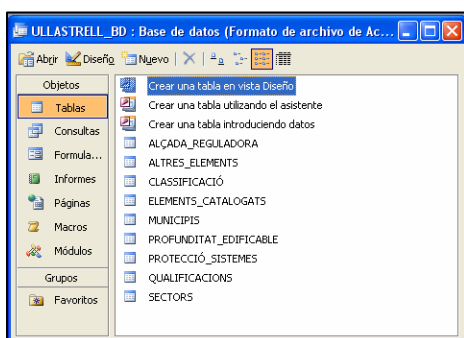 ULLASTRELL_BD : Base de datos (Formato de archivo de Ac...
Abrir Diseño Nuevo
Objetos
Tablas
Consultas
Formula...
Informes
Páginas
Macros
Módulos
Grupos
Favoritos
Crear una tabla en vista Diseño
Crear una tabla utilizando el asistente
Crear una tabla introduciendo datos
ALÇADA_REGULADORA
ALTRES_ELEMENTS
CLASSIFICACIÓ
ELEMENTS_CATALOGATS
MUNICIPIS
PROFUNDITAT_EDIFICABLE
PROTECCIÓ_SISTEMES
QUALIFICACIONS
SECTORS